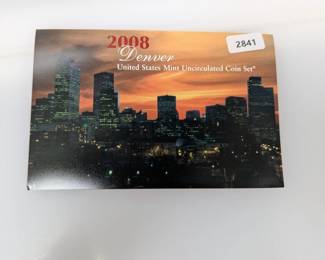 2008
2841
Denver
United States Mint Uncirculated Coin Set®